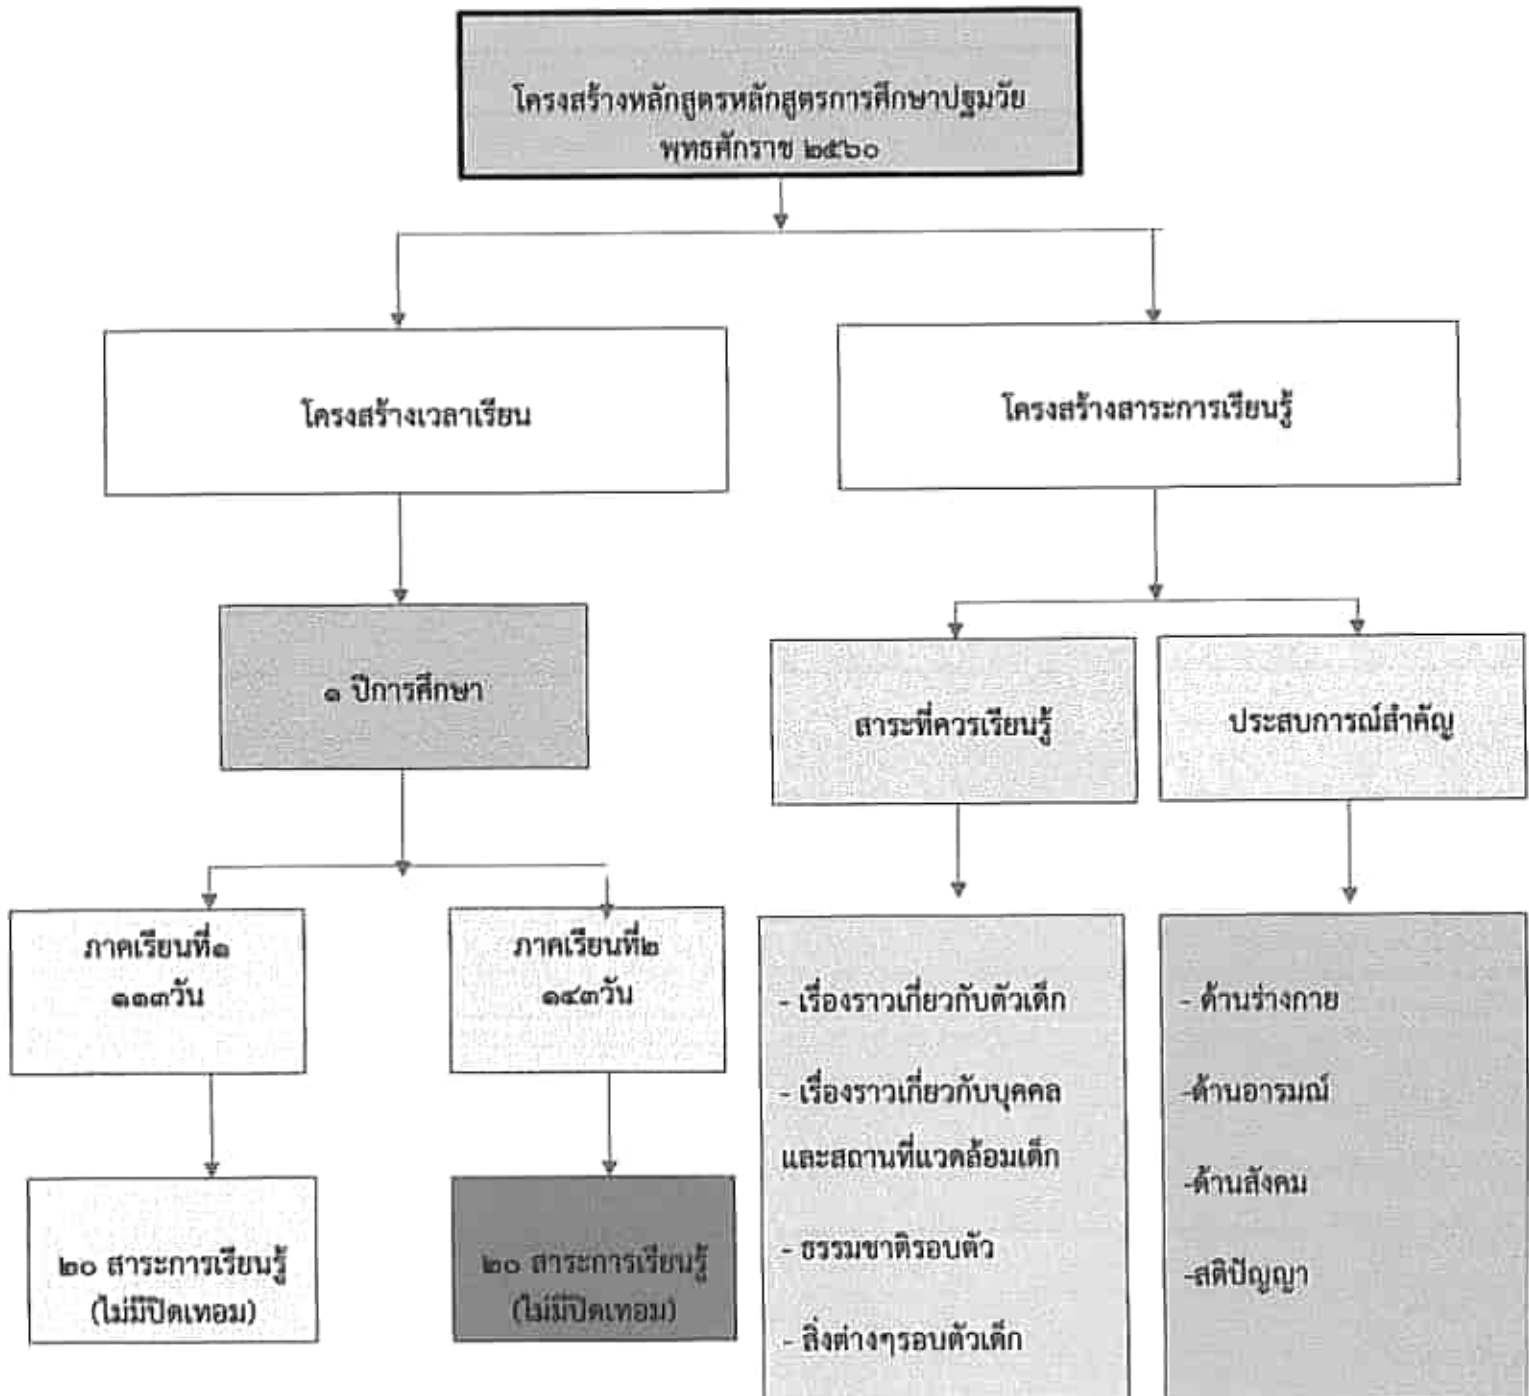 โครงสร้างหลักสูตรหลักสูตรการศึกษาปฐมวัย
พุทธศักราช ๒๕๖๐
โครงสร้างเวลาเรียน
โครงสร้างสาระการเรียนรู้
๑ ปีการศึกษา
สาระที่ควรเรียนรู้
ประสบการณ์สำคัญ
ภาคเรียนที่๑
๑๑๓วัน
ภาคเรียนที่๒
๑๔๓วัน
๒๐ สาระการเรียนรู้
(ไม่มีปิดเทอม)
๒๐ สาระการเรียนรู้
(ไม่มีปิดเทอม)
- เรื่องราวเกี่ยวกับตัวเด็ก
- เรื่องราวเกี่ยวกับบุคคล
และสถานที่แวดล้อมเด็ก
- ธรรมชาติรอบตัว
- สิ่งต่างๆรอบตัวเด็ก
- ด้านร่างกาย
-ด้านอารมณ์
-ด้านสังคม
-สติปัญญา